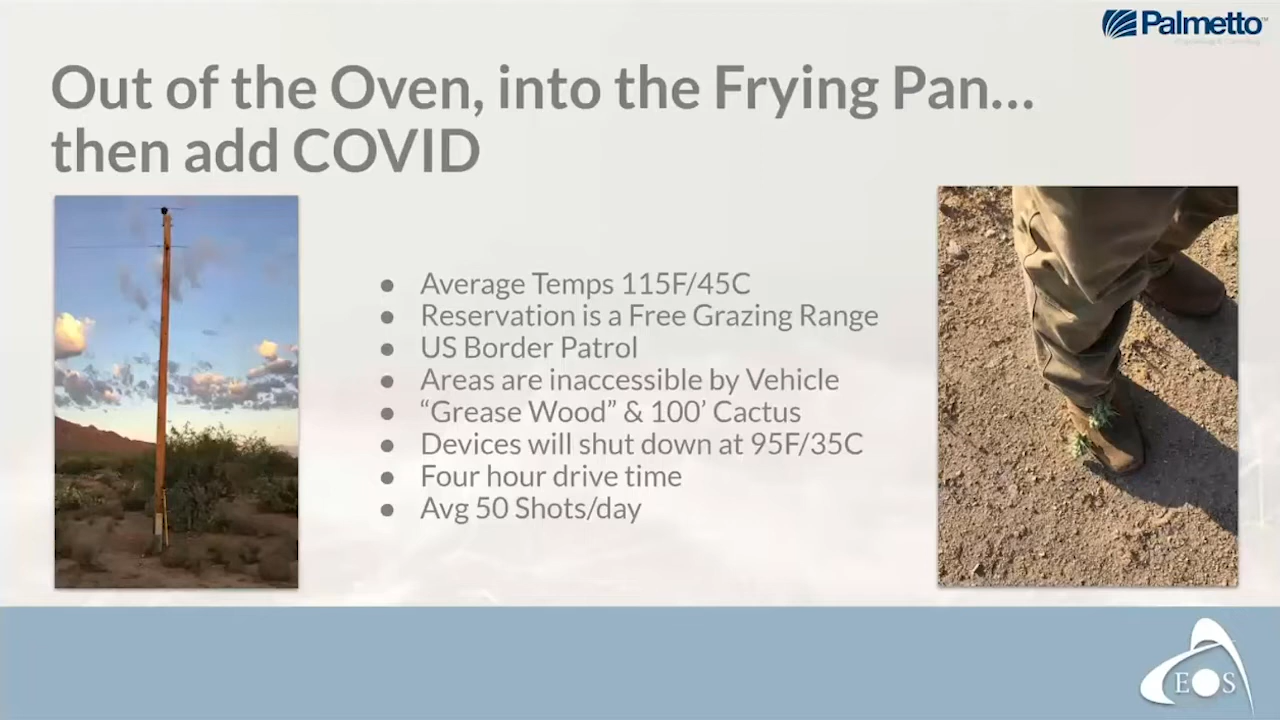 Palmetto
Out of the Oven, into the Frying Pan...
then add COVID
● Average Temps 115F/45C
● Reservation is a Free Grazing Range
● US Border Patrol
● Areas are inaccessible by Vehicle
● “Grease Wood” & 100’ Cactus
● Devices will shut down at 95F/35C
● Four hour drive time
● Avg 50 Shots/day
EOS